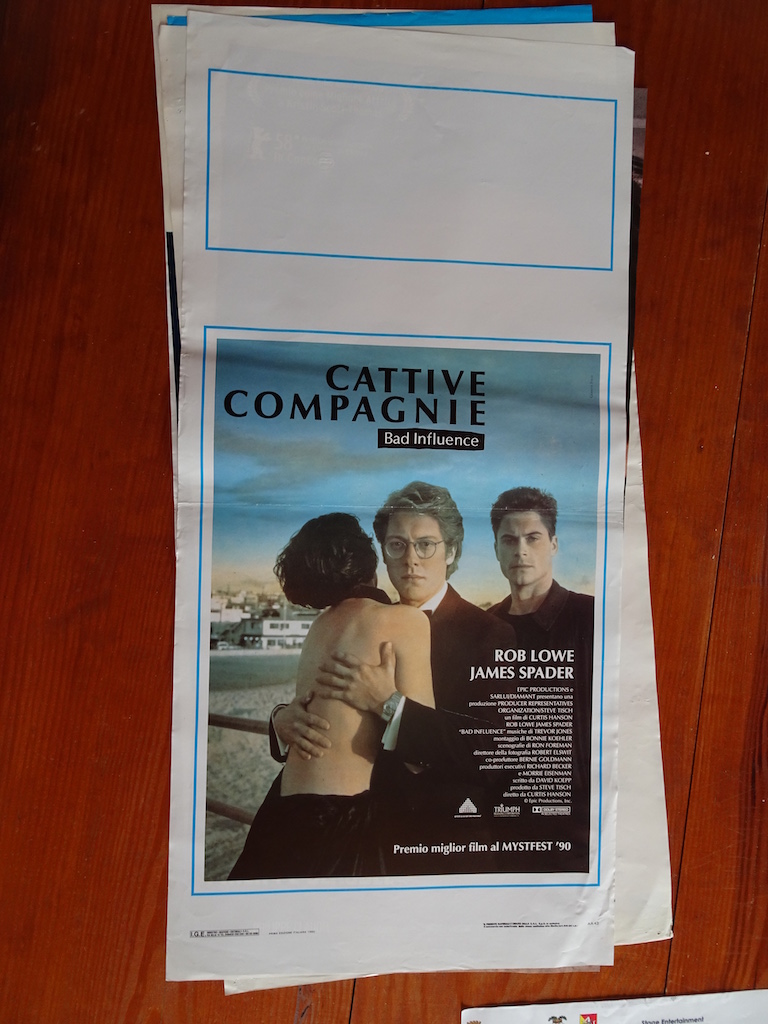 CATTIVE
COMPAGNIE
Bad Influence
ROB LOWE
JAMES SPADER
EPIC PRODUCTIONS e
SARLUI/DIAMANT presentano una
produzione PRODUCER REPRESENTATIVES
ORGANIZATION/STEVE TISCH
un film di CURTIS HANSON
ROB LOWE JAMES SPADER
"BAD INFLUENCE" musiche di TREVOR JONES
montaggio di BONNIE KOEHLER
scenografie di RON FOREMAN
direttore della fotografia ROBERT ELSWIT
co-produttore BERNIE GOLDMANN
produttori esecutivi RICHARD BECKER
e MORRIE EISENMAN
scritto da DAVID KOEPP
prodotto da STEVE TISCH
diretto da CURTIS HANSON
© Epic Productions, Inc.
TRIUMPH
DOLBY STEREO
Premio miglior film al MYSTFEST '90
I.G.E.
Stage Entertainment